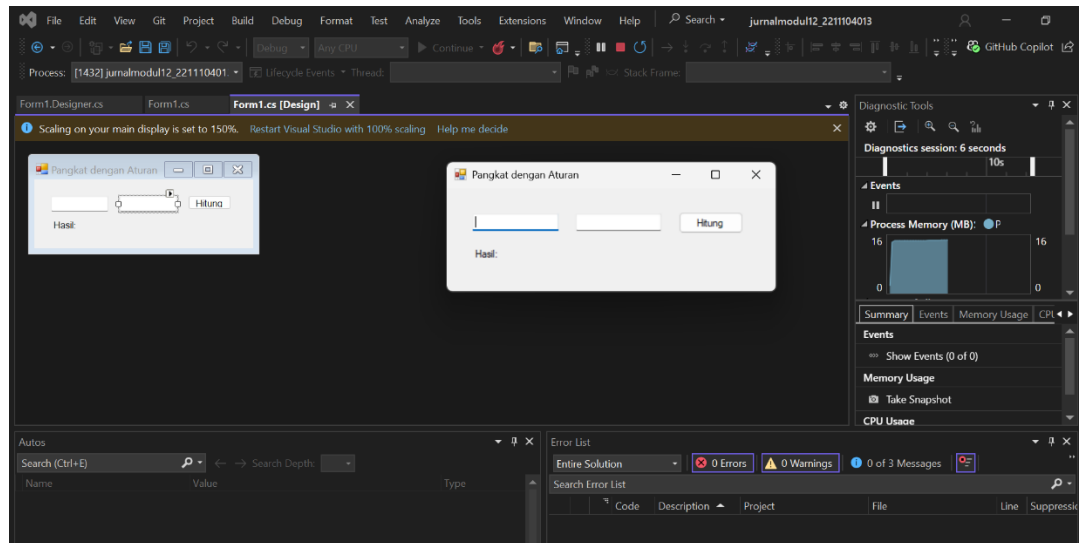 File Edit View Git Project Build Debug Format Test Analyze Tools Extensions Window Help Search jurnalmodul12_2211104013
Debug Any CPU Continue GitHub Copilot
Process: [1432] jurnalmodul12_221110401. Lifecycle Events Thread: Stack Frame:
Form1.Designer.cs Form1.cs Form1.cs [Design]
Scaling on your main display is set to 150%. Restart Visual Studio with 100% scaling Help me decide
Pangkat dengan Aturan
Hitung
Hasil:
Pangkat dengan Aturan
Hitung
Hasil:
Diagnostic Tools
Diagnostics session: 6 seconds
10s
Events
Process Memory (MB): P
16 16
0 0
Summary Events Memory Usage CPU
Events
Show Events (0 of 0)
Memory Usage
Take Snapshot
CPU Usage
Autos
Search (Ctrl+E) Search Depth:
Name Value Type
Error List
Entire Solution 0 Errors 0 Warnings 0 of 3 Messages
Search Error List
Code Description Project File Line Suppressio